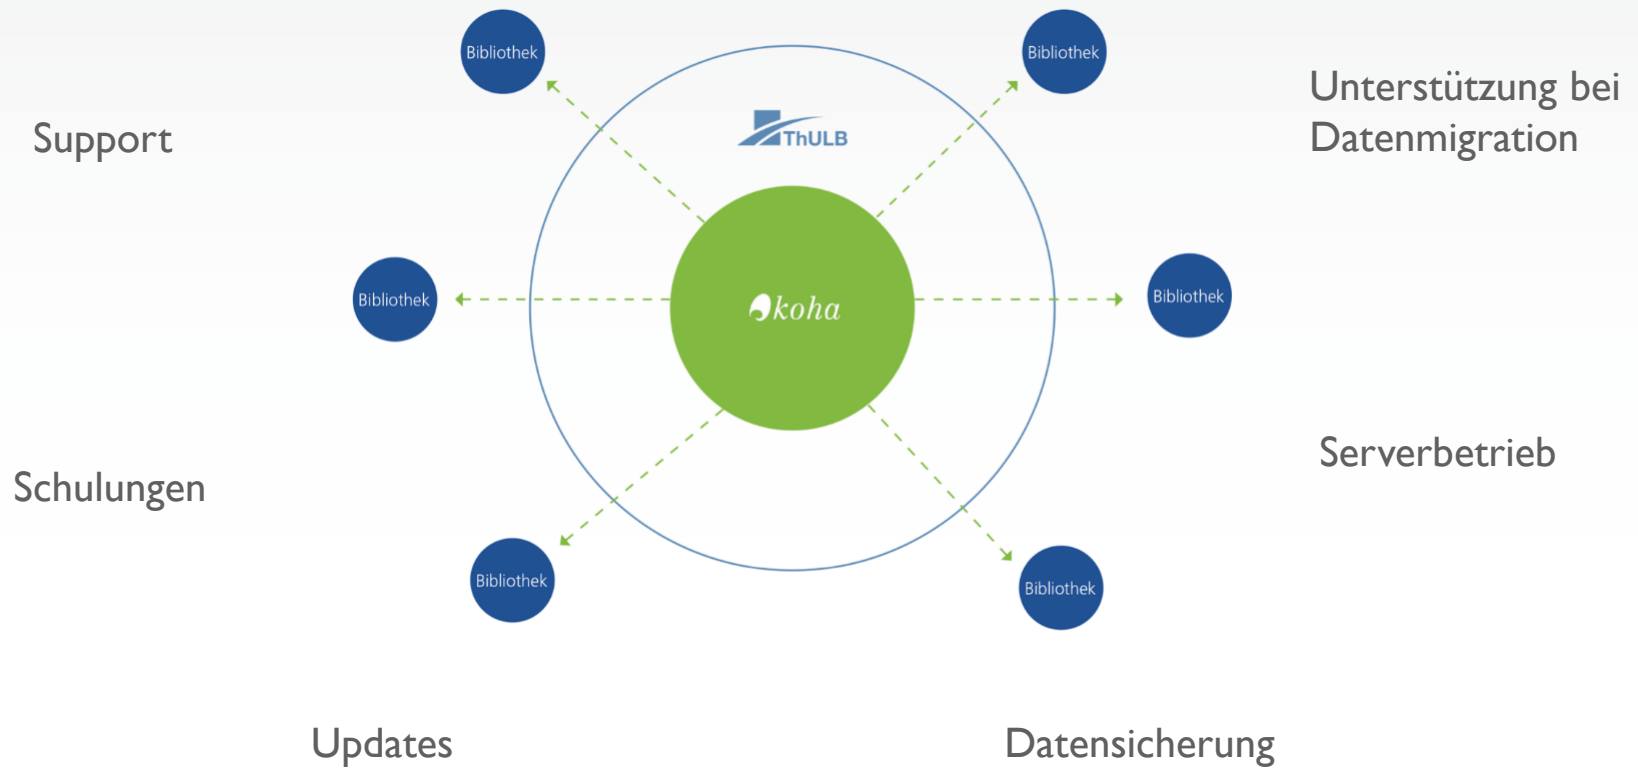 Bibliothek
Bibliothek
Unterstützung bei
Datenmigration
Support
ThULB
Bibliothek
koha
Bibliothek
Serverbetrieb
Schulungen
Bibliothek
Bibliothek
Updates
Datensicherung